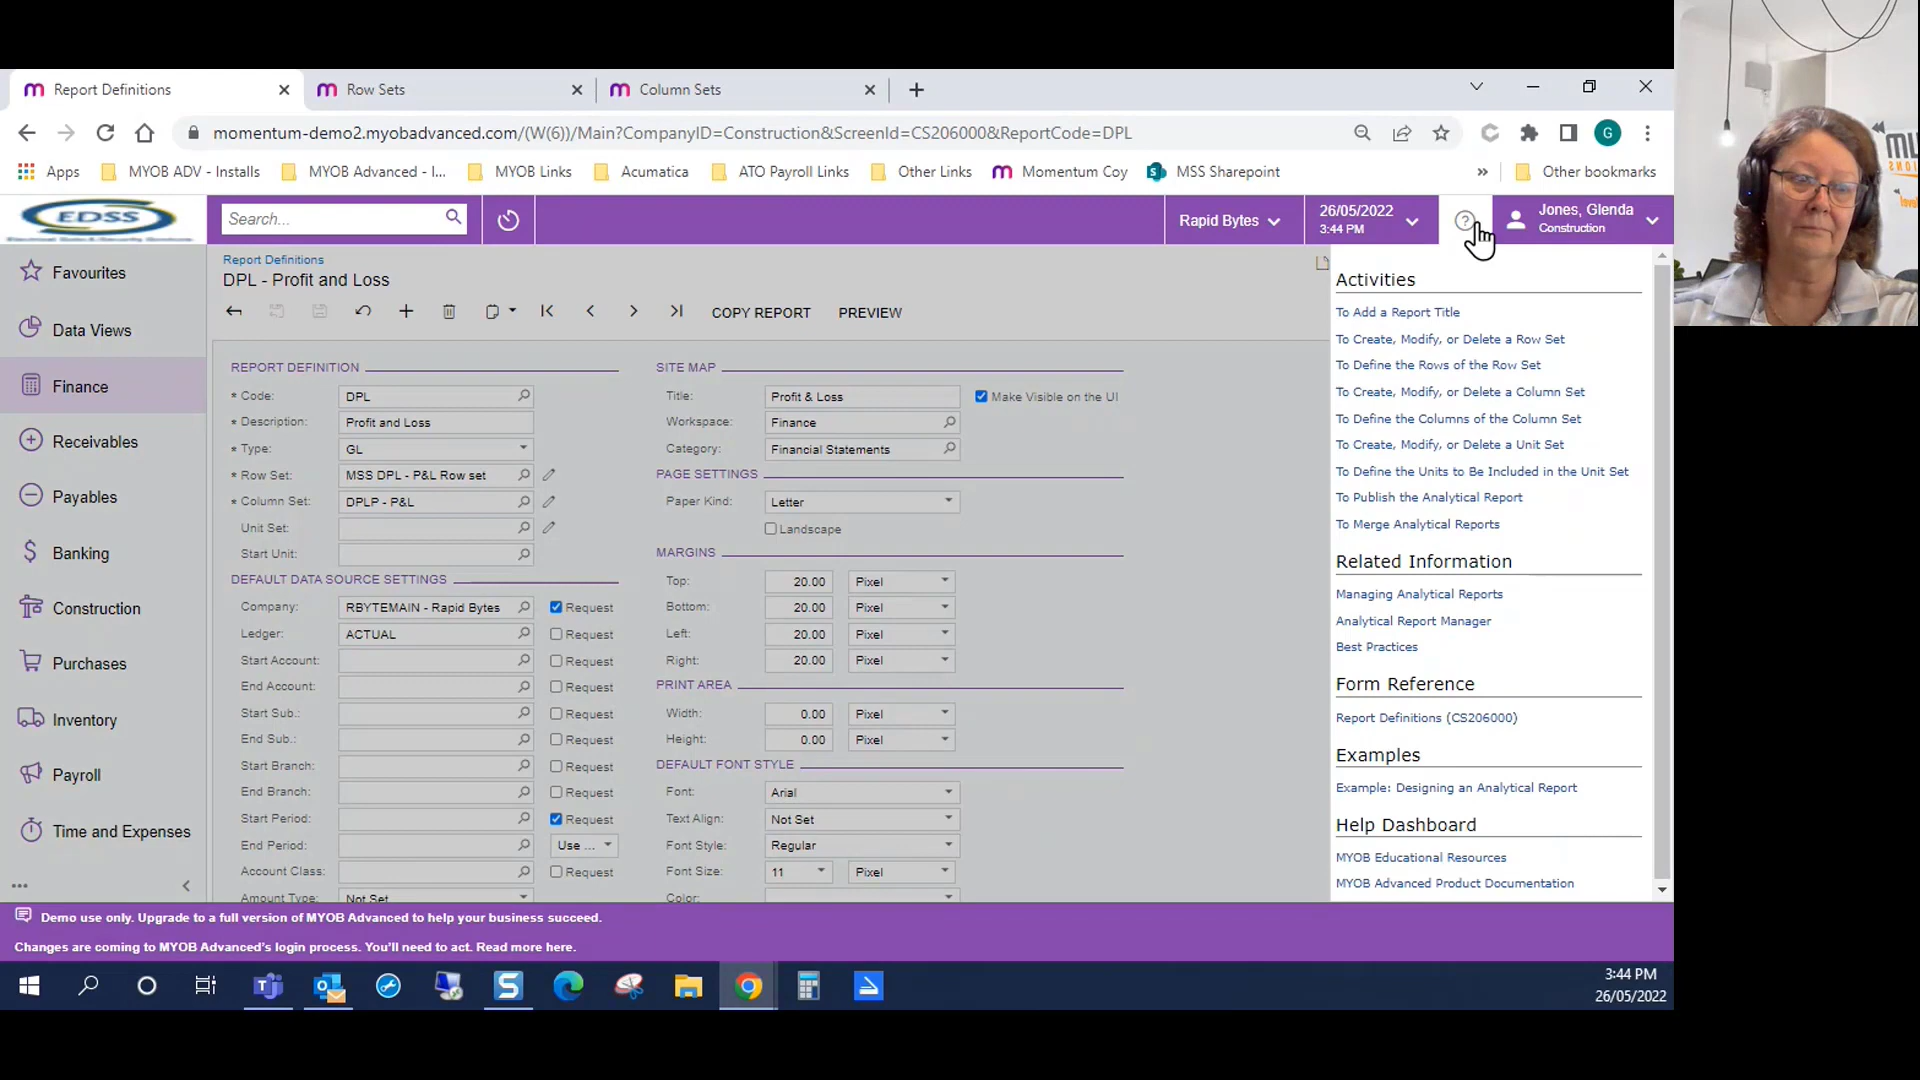 Report Definitions
Row Sets
Column Sets
momentum-demo2.myobadvanced.com/(W(6))/Main?CompanyID=Construction&ScreenId=CS206000&ReportCode=DPL
G
Apps
MYOB ADV - Installs
MYOB Advanced - I...
MYOB Links
Acumatica
ATO Payroll Links
Other Links
Momentum Coy
MSS Sharepoint
»
Other bookmarks
EDSS
Search...
Rapid Bytes
26/05/2022
3:44 PM
Jones, Glenda
Construction
Favourites
Data Views
Finance
Receivables
Payables
Banking
Construction
Purchases
Inventory
Payroll
Time and Expenses
Report Definitions
DPL - Profit and Loss
COPY REPORT
PREVIEW
REPORT DEFINITION
* Code: DPL
* Description: Profit and Loss
* Type: GL
* Row Set: MSS DPL - P&L Row set
* Column Set: DPLP - P&L
Unit Set:
Start Unit:
DEFAULT DATA SOURCE SETTINGS
Company: RBYTEMAIN - Rapid Bytes Request
Ledger: ACTUAL Request
Start Account: Request
End Account: Request
Start Sub.: Request
End Sub.: Request
Start Branch: Request
End Branch: Request
Start Period: Request
End Period: Use ...
Account Class: Request
Amount Type: Not Set
SITE MAP
Title: Profit & Loss Make Visible on the UI
Workspace: Finance
Category: Financial Statements
PAGE SETTINGS
Paper Kind: Letter
Landscape
MARGINS
Top: 20.00 Pixel
Bottom: 20.00 Pixel
Left: 20.00 Pixel
Right: 20.00 Pixel
PRINT AREA
Width: 0.00 Pixel
Height: 0.00 Pixel
DEFAULT FONT STYLE
Font: Arial
Text Align: Not Set
Font Style: Regular
Font Size: 11 Pixel
Color:
Activities
To Add a Report Title
To Create, Modify, or Delete a Row Set
To Define the Rows of the Row Set
To Create, Modify, or Delete a Column Set
To Define the Columns of the Column Set
To Create, Modify, or Delete a Unit Set
To Define the Units to Be Included in the Unit Set
To Publish the Analytical Report
To Merge Analytical Reports
Related Information
Managing Analytical Reports
Analytical Report Manager
Best Practices
Form Reference
Report Definitions (CS206000)
Examples
Example: Designing an Analytical Report
Help Dashboard
MYOB Educational Resources
MYOB Advanced Product Documentation
Demo use only. Upgrade to a full version of MYOB Advanced to help your business succeed.
Changes are coming to MYOB Advanced's login process. You'll need to act. Read more here.
3:44 PM
26/05/2022